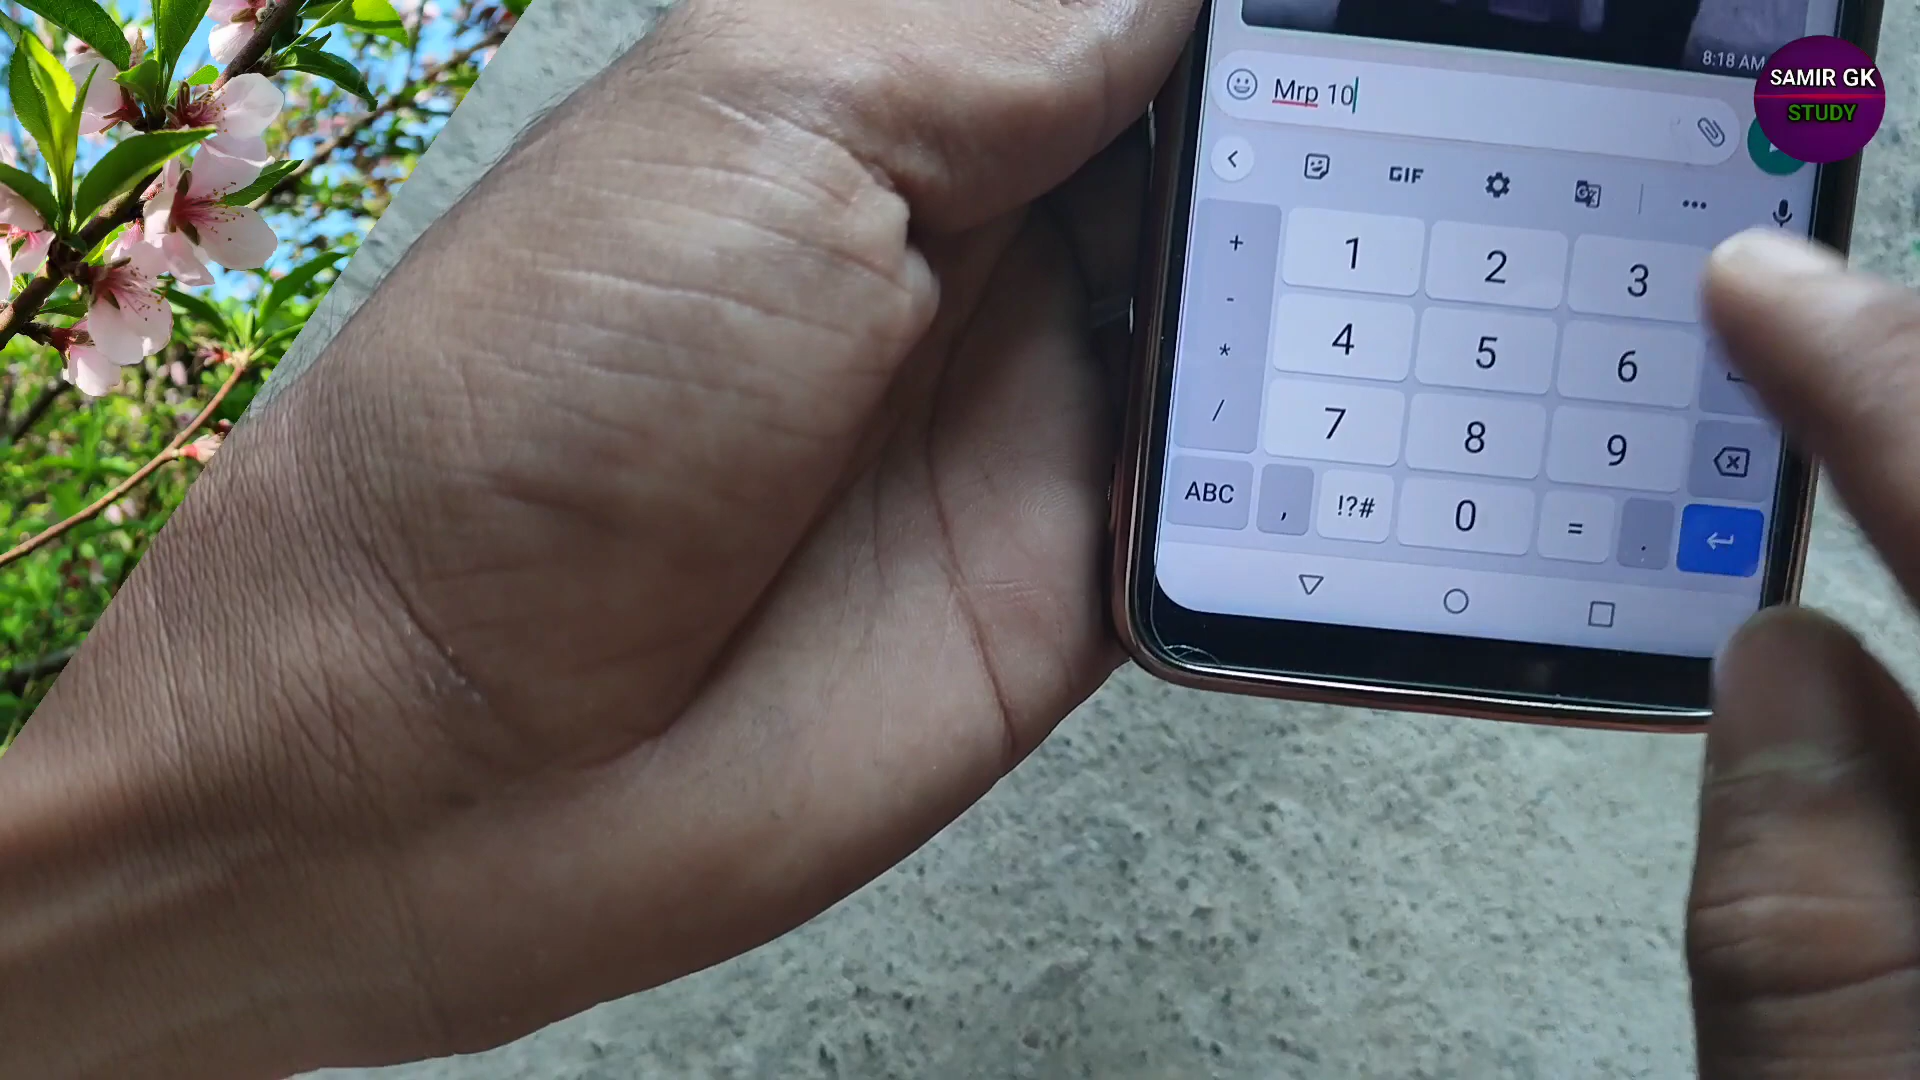 8:18 AM
SAMIR GK
STUDY
Mrp 10
GIF
+ 1 2 3
- 
* 4 5 6
/ 7 8 9
ABC , !?# 0 = .